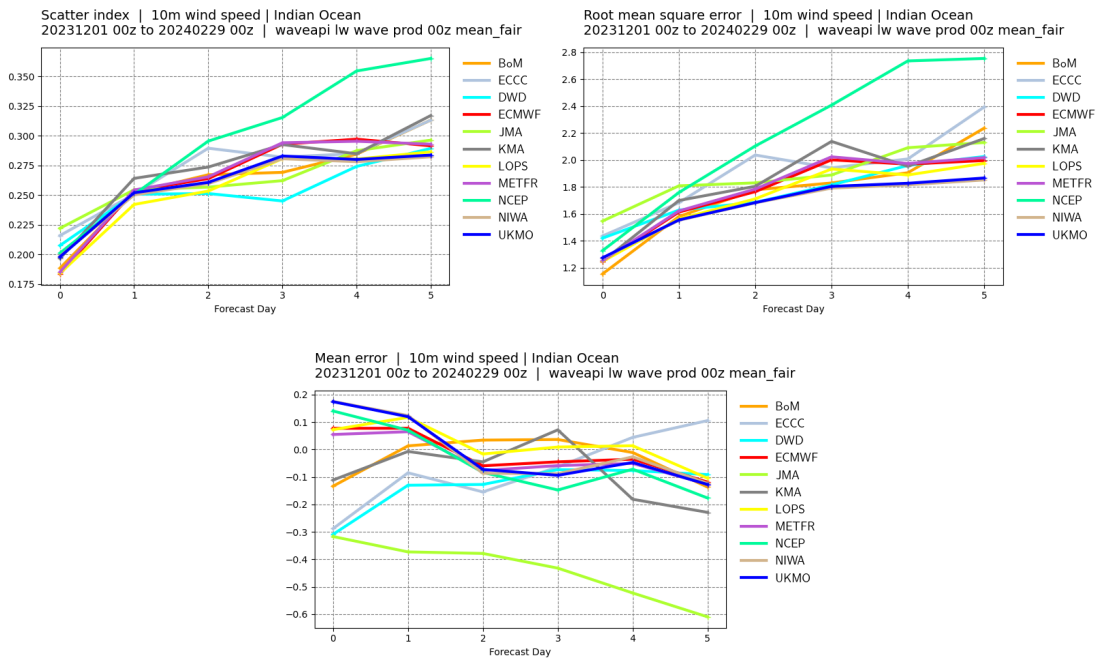 Scatter index  |  10m wind speed | Indian Ocean
20231201 00z to 20240229 00z  |  waveapi lw wave prod 00z mean_fair
0.350
0.325
0.300
0.275
0.250
0.225
0.200
0.175
0 1 2 3 4 5
Forecast Day
BoM
ECCC
DWD
ECMWF
JMA
KMA
LOPS
METFR
NCEP
NIWA
UKMO
Root mean square error  |  10m wind speed | Indian Ocean
20231201 00z to 20240229 00z  |  waveapi lw wave prod 00z mean_fair
2.8
2.6
2.4
2.2
2.0
1.8
1.6
1.4
1.2
0 1 2 3 4 5
Forecast Day
BoM
ECCC
DWD
ECMWF
JMA
KMA
LOPS
METFR
NCEP
NIWA
UKMO
Mean error  |  10m wind speed | Indian Ocean
20231201 00z to 20240229 00z  |  waveapi lw wave prod 00z mean_fair
0.2
0.1
0.0
−0.1
−0.2
−0.3
−0.4
−0.5
−0.6
0 1 2 3 4 5
Forecast Day
BoM
ECCC
DWD
ECMWF
JMA
KMA
LOPS
METFR
NCEP
NIWA
UKMO